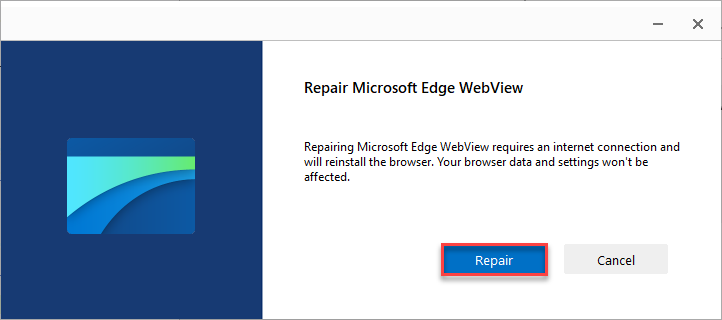 Repair Microsoft Edge WebView
Repairing Microsoft Edge WebView requires an internet connection and
will reinstall the browser. Your browser data and settings won't be
affected.
Repair
Cancel